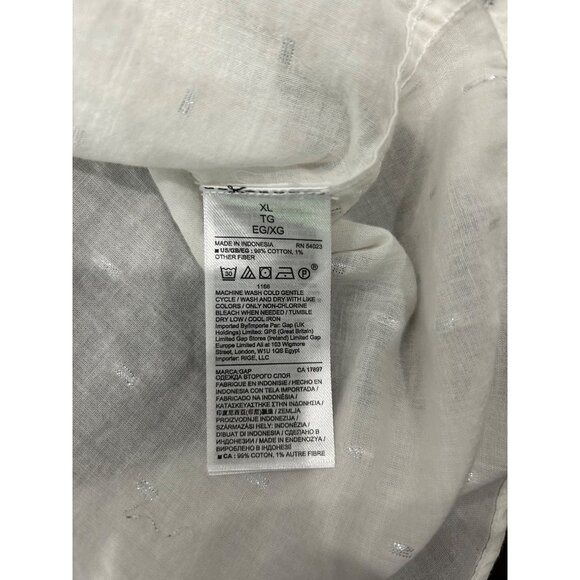 XL
TG
EG/XG
MADE IN INDONESIA RN 54023
US/GB/EG : 99% COTTON, 1%
OTHER FIBER
30 P
1166
MACHINE WASH COLD GENTLE
CYCLE / WASH AND DRY WITH LIKE
COLORS / ONLY NON-CHLORINE
BLEACH WHEN NEEDED / TUMBLE
DRY LOW / COOL IRON
Imported By/Importé Par: Gap (UK
Holdings) Limited: GPS (Great Britain)
Limited Gap Stores (Ireland) Limited Gap
Europe Limited All at 103 Wigmore
Street, London, W1U 1QS Egypt
Importer: RIGE, LLC
MARCA:GAP CA 17897
ОДЕЖДА ВТОРОГО СЛОЯ
FABRIQUE EN INDONISIE / HECHO EN
INDONESIA CON TELA IMPORTADA /
FABRICADO NA INDONÉSIA /
ΚΑΤΑΣΚΕΥΑΣΤΗΚΕ ΣΤΗΝ ΙΝΔΟΝΗΣΙΑ /
/ ZEMLJA
PROIZVODNJE INDONEZIJA /
SZÁRMAZÁSI HELY: INDONÉZIA /
DIBUAT DI INDONESIA / СДЕЛАНО В
ИНДОНЕЗИИ / MADE IN ENDENOZYA /
ВИРОБЛЕНО В ІНДОНЕЗІЇ
CA : 99% COTON, 1% AUTRE FIBRE